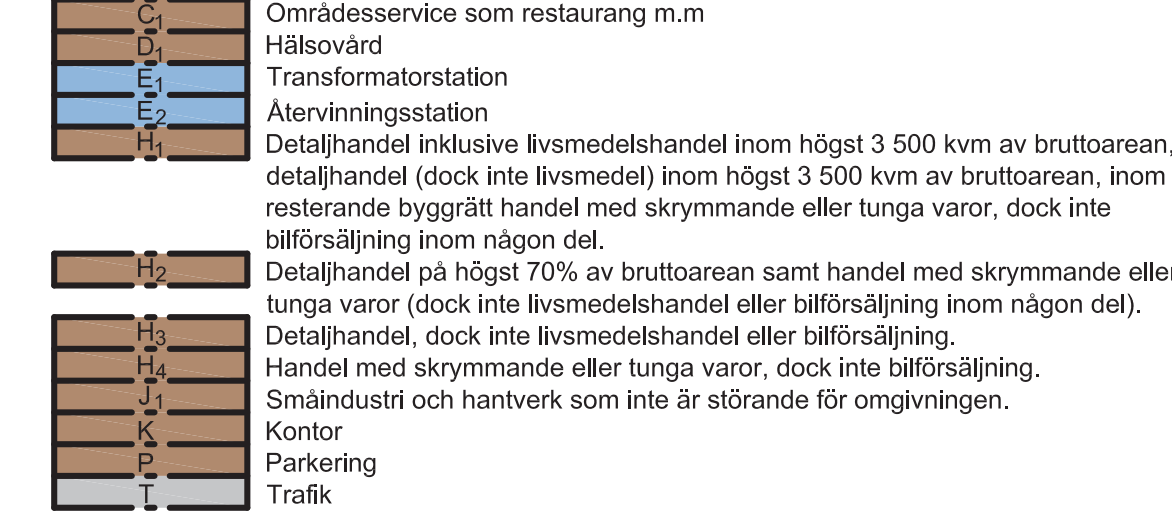 C1 Områdesservice som restaurang m.m
D1 Hälsovård
E1 Transformatorstation
E2 Återvinningsstation
H1 Detaljhandel inklusive livsmedelshandel inom högst 3 500 kvm av bruttoarean,
detaljhandel (dock inte livsmedel) inom högst 3 500 kvm av bruttoarean, inom
resterande byggrätt handel med skrymmande eller tunga varor, dock inte
bilförsäljning inom någon del.
H2 Detaljhandel på högst 70% av bruttoarean samt handel med skrymmande eller
tunga varor (dock inte livsmedelshandel eller bilförsäljning inom någon del).
H3 Detaljhandel, dock inte livsmedelshandel eller bilförsäljning.
H4 Handel med skrymmande eller tunga varor, dock inte bilförsäljning.
J1 Småindustri och hantverk som inte är störande för omgivningen.
K Kontor
P Parkering
T Trafik